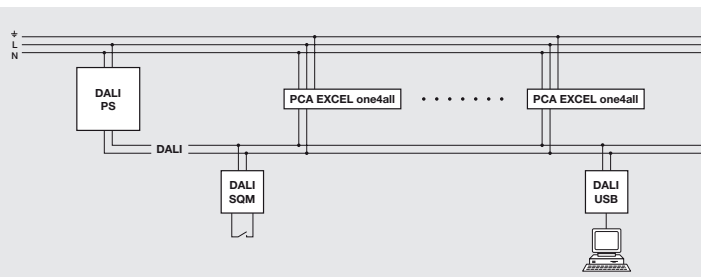 L
N
DALI
PS
PCA EXCEL one4all
PCA EXCEL one4all
DALI
DALI
SQM
DALI
USB